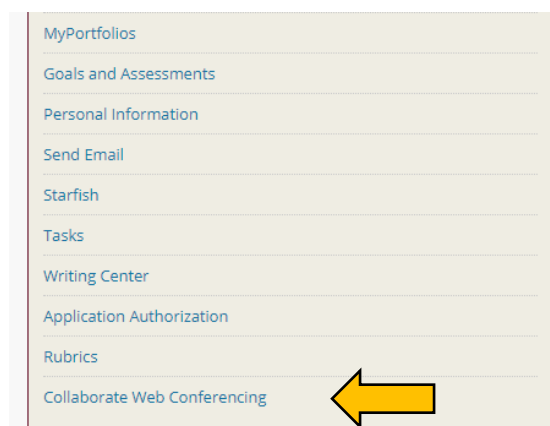 MyPortfolios
Goals and Assessments
Personal Information
Send Email
Starfish
Tasks
Writing Center
Application Authorization
Rubrics
Collaborate Web Conferencing